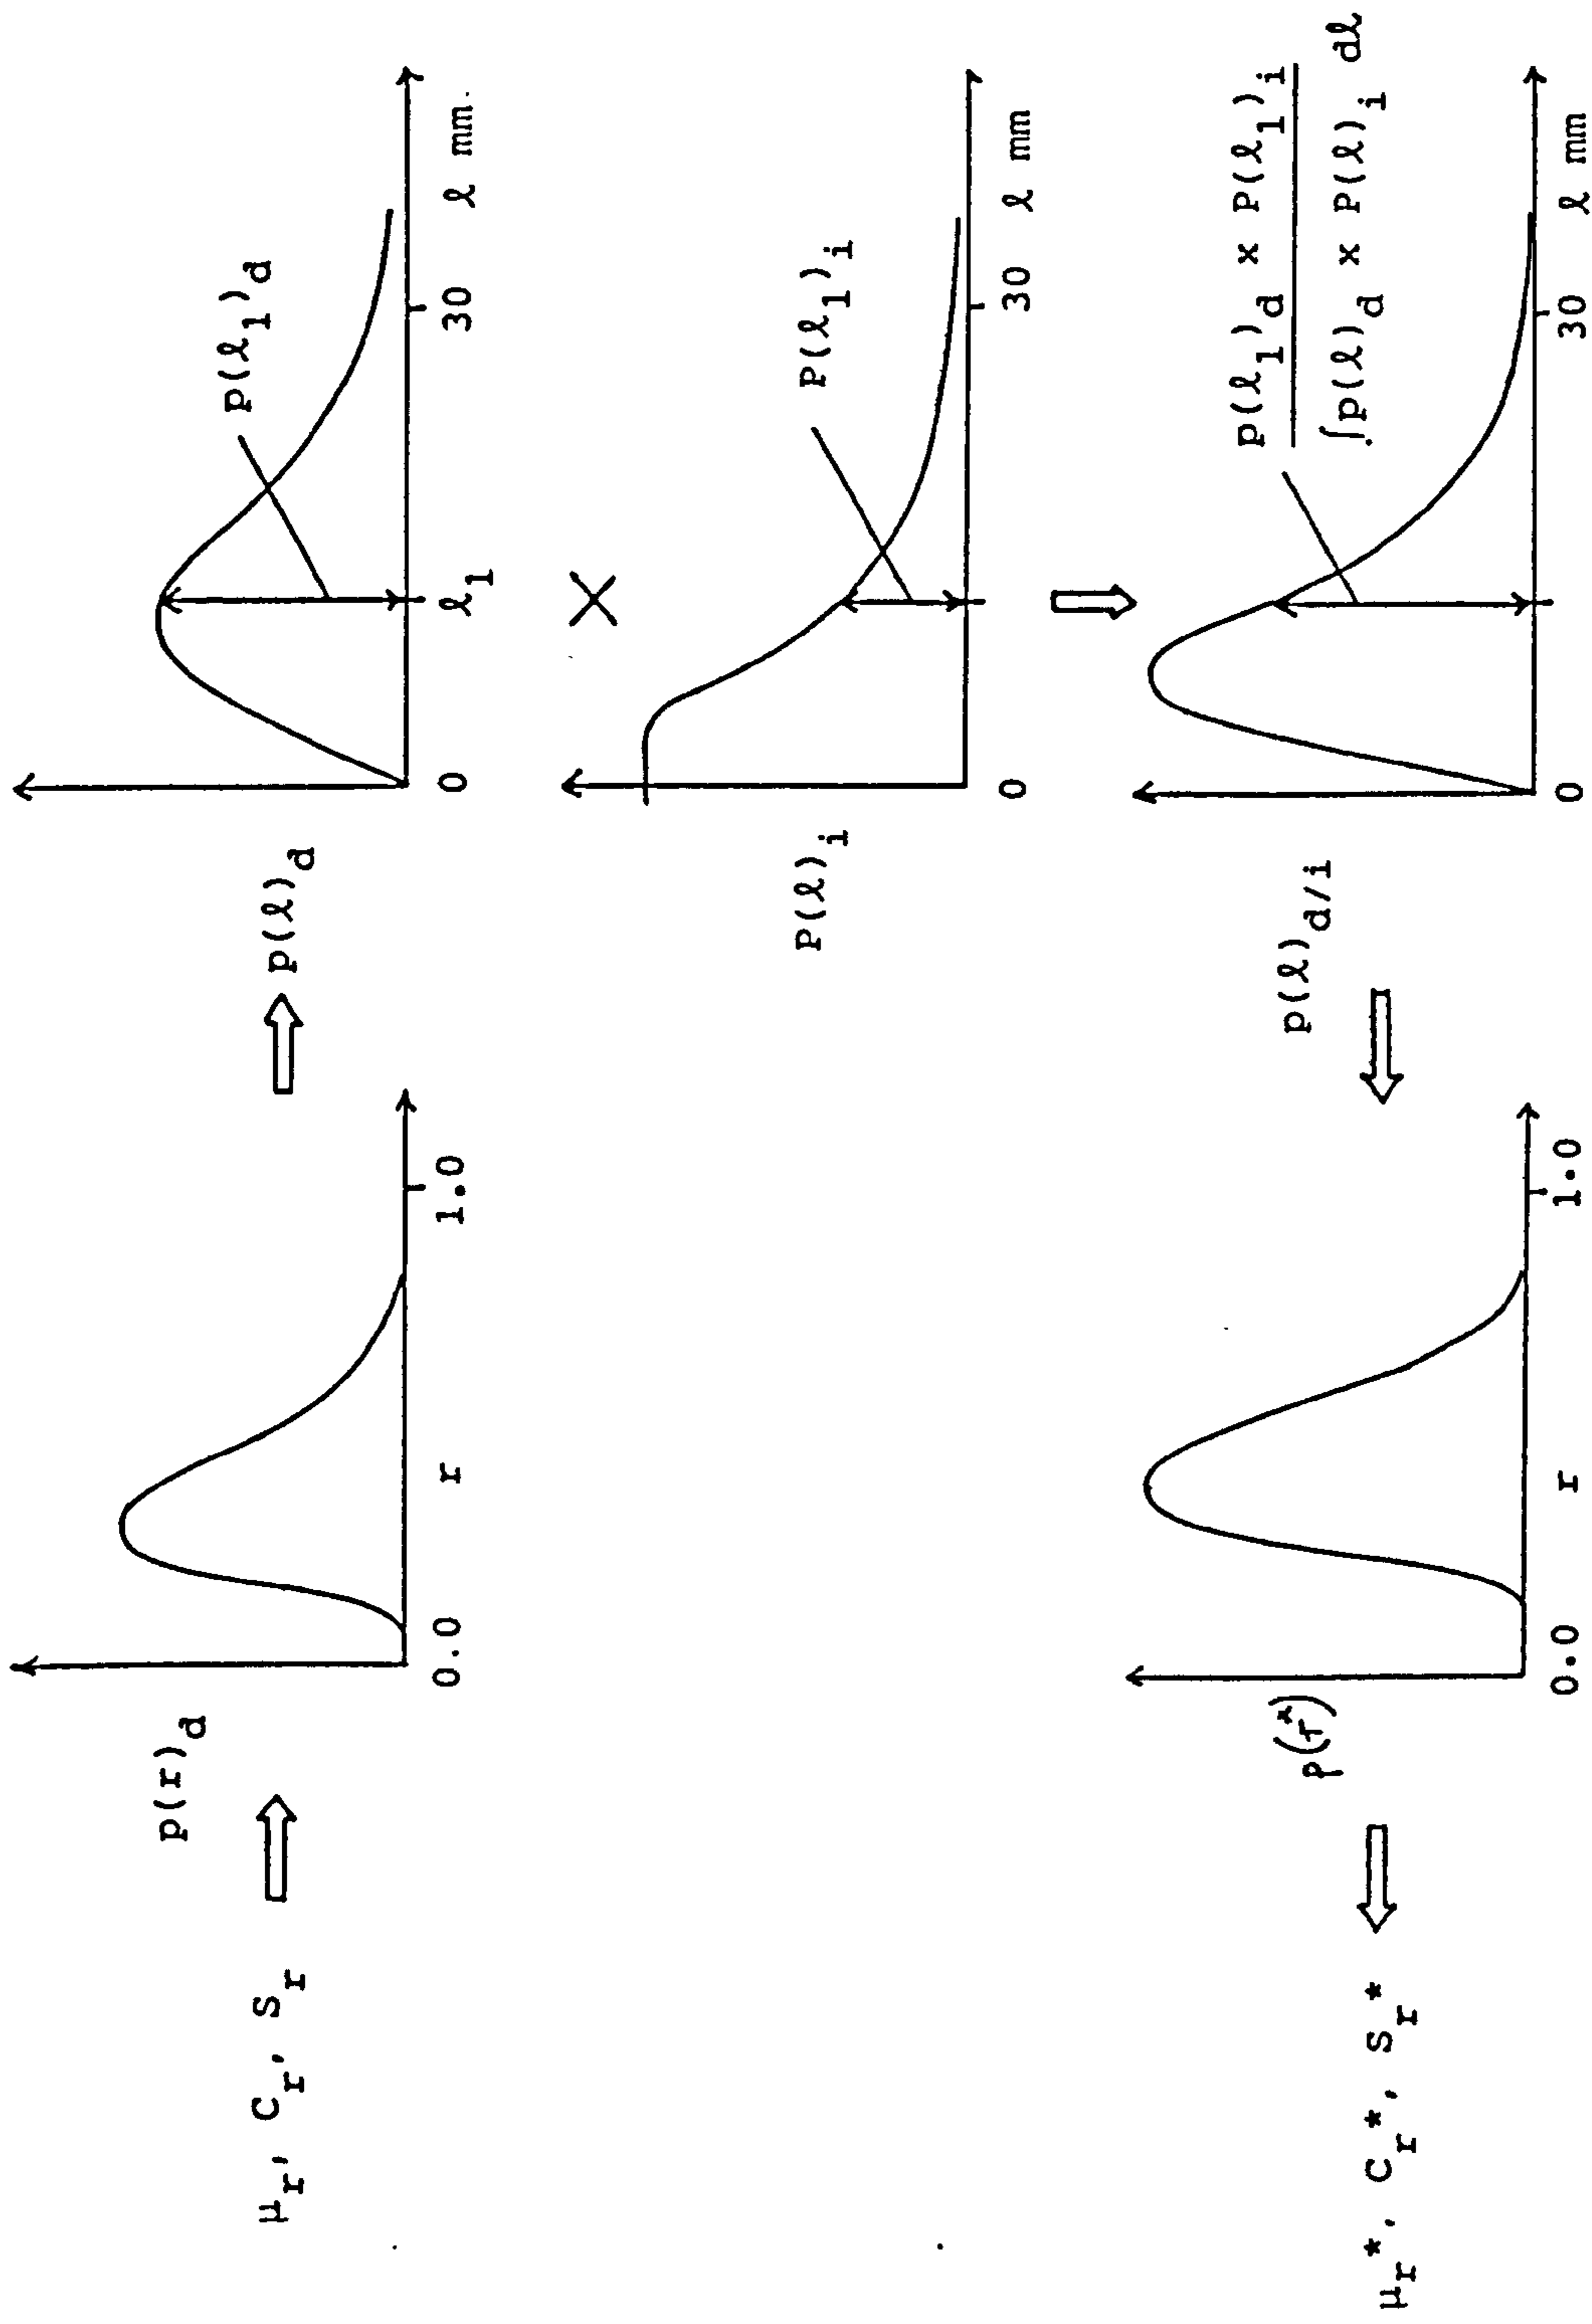 μr, Cr, Sr
p(r)d
0.0 r 1.0
p(ℓ)d
p(ℓ1)d
0 ℓ1 30 ℓ mm.
×
P(ℓ)i
P(ℓ1)i
0 30 ℓ mm
p(ℓ)d/i
p(ℓ1)d × P(ℓ1)i
∫p(ℓ)d × P(ℓ)i dℓ
0 30 ℓ mm
0.0 r 1.0
μr*, Cr*, Sr*